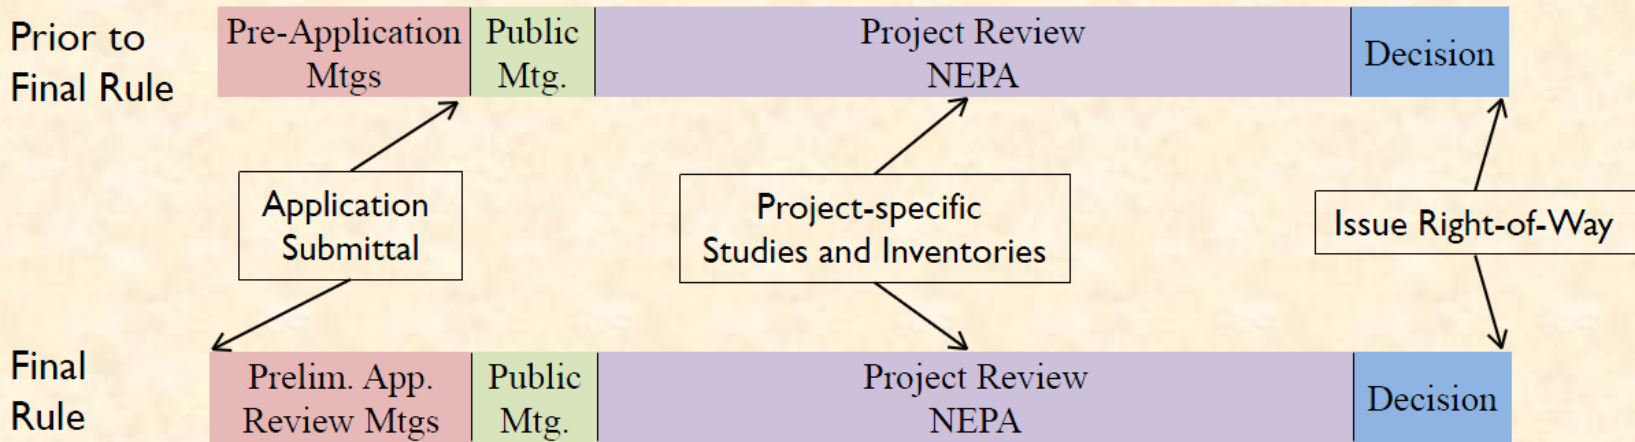 Prior to
Final Rule
Pre-Application
Mtgs
Public
Mtg.
Project Review
NEPA
Decision
Application
Submittal
Project-specific
Studies and Inventories
Issue Right-of-Way
Final
Rule
Prelim. App.
Review Mtgs
Public
Mtg.
Project Review
NEPA
Decision